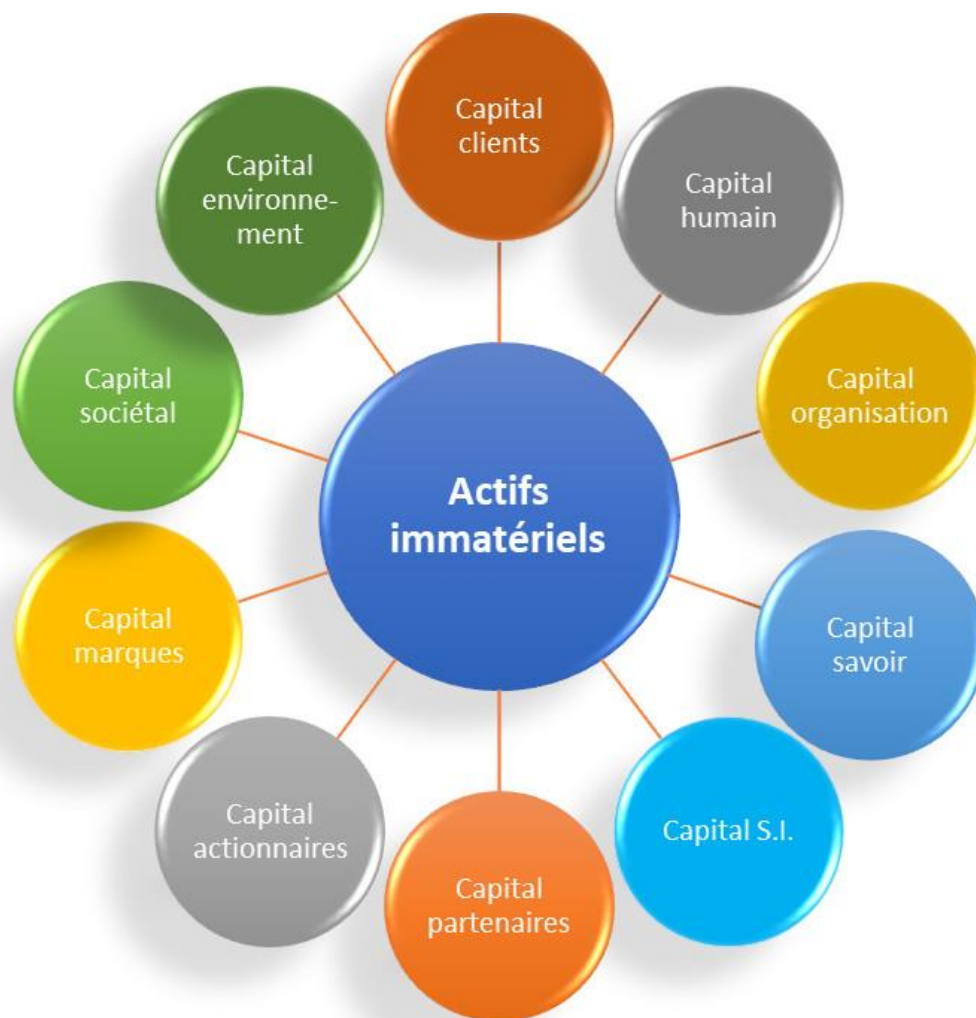 Capital
clients
Capital
humain
Capital
organisation
Capital
savoir
Capital S.I.
Capital
partenaires
Capital
actionnaires
Capital
marques
Capital
sociétal
Capital
environne-
ment
Actifs
immatériels